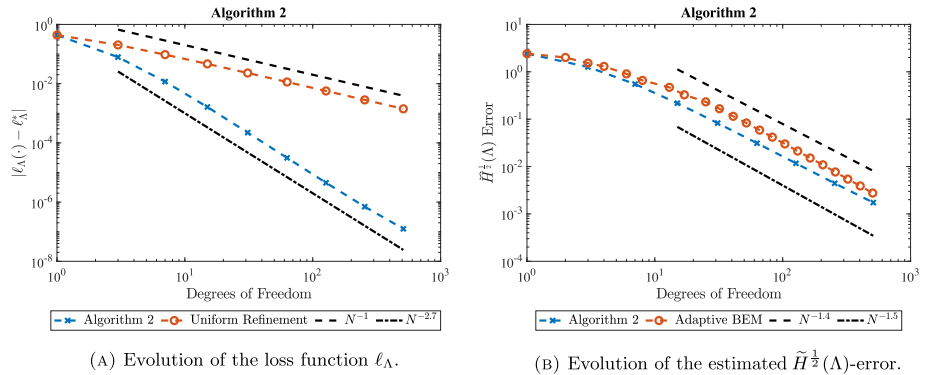 Algorithm 2
|ℓ_Λ(·) − ℓ*_Λ|
10^0
10^-2
10^-4
10^-6
10^-8
10^0 10^1 10^2 10^3
Degrees of Freedom
Algorithm 2 Uniform Refinement N^{-1} N^{-2.7}
(A) Evolution of the loss function ℓ_Λ.
Algorithm 2
H̃^{1/2}(Λ) Error
10^1
10^0
10^-1
10^-2
10^-3
10^-4
10^0 10^1 10^2 10^3
Degrees of Freedom
Algorithm 2 Adaptive BEM N^{-1.4} N^{-1.5}
(B) Evolution of the estimated H̃^{1/2}(Λ)-error.